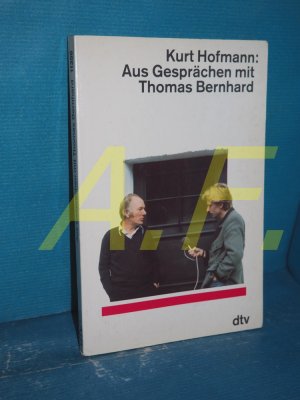 Kurt Hofmann:
Aus Gesprächen mit
Thomas Bernhard
A. F.
dtv